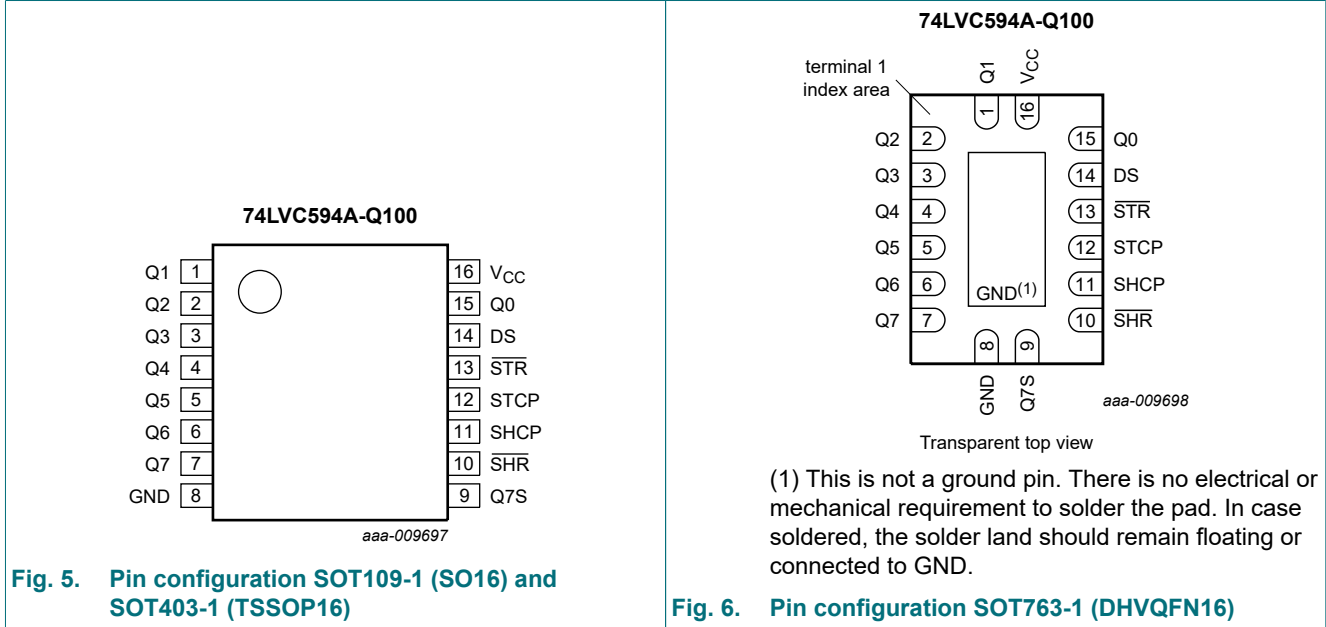 74LVC594A-Q100
Q1 1
Q2 2
Q3 3
Q4 4
Q5 5
Q6 6
Q7 7
GND 8
16 VCC
15 Q0
14 DS
13 S̅T̅R̅
12 STCP
11 SHCP
10 S̅H̅R̅
9 Q7S
aaa-009697
Fig. 5. Pin configuration SOT109-1 (SO16) and
SOT403-1 (TSSOP16)
74LVC594A-Q100
terminal 1
index area
Q1 VCC
1 16
Q2 2
Q3 3
Q4 4
Q5 5
Q6 6
Q7 7
15 Q0
14 DS
13 S̅T̅R̅
12 STCP
11 SHCP
10 S̅H̅R̅
GND(1)
8 9
GND Q7S
aaa-009698
Transparent top view
(1) This is not a ground pin. There is no electrical or
mechanical requirement to solder the pad. In case
soldered, the solder land should remain floating or
connected to GND.
Fig. 6. Pin configuration SOT763-1 (DHVQFN16)